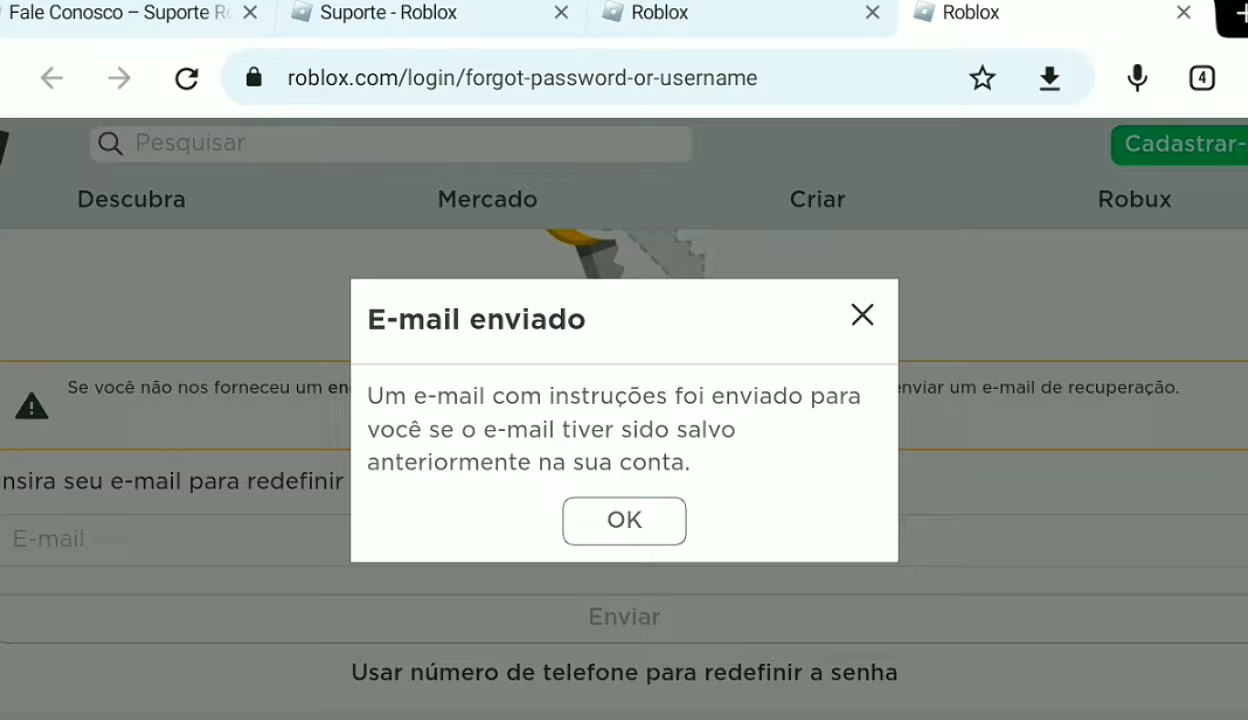 Fale Conosco – Suporte Ro
Suporte - Roblox
Roblox
Roblox
roblox.com/login/forgot-password-or-username
4
Pesquisar
Cadastrar-
Descubra
Mercado
Criar
Robux
E-mail enviado
Se você não nos forneceu um en
enviar um e-mail de recuperação.
Um e-mail com instruções foi enviado para
você se o e-mail tiver sido salvo
anteriormente na sua conta.
nsira seu e-mail para redefinir
OK
E-mail
Enviar
Usar número de telefone para redefinir a senha